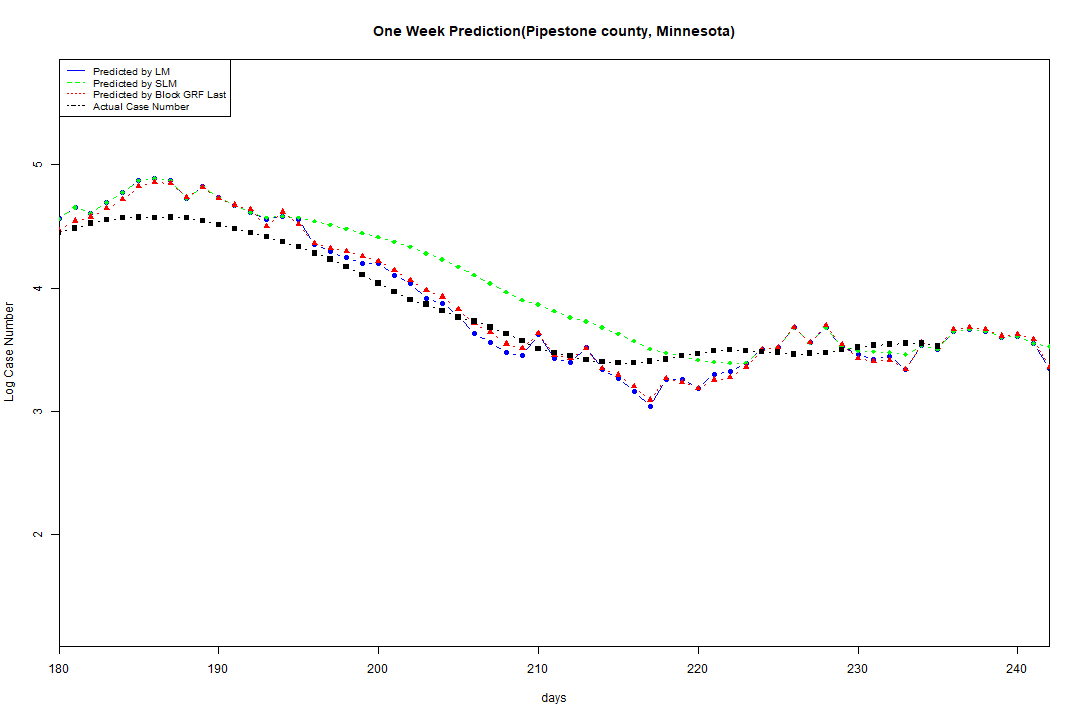 One Week Prediction(Pipestone county, Minnesota)
Predicted by LM
Predicted by SLM
Predicted by Block GRF Last
Actual Case Number
5
4
3
2
Log Case Number
180 190 200 210 220 230 240
days